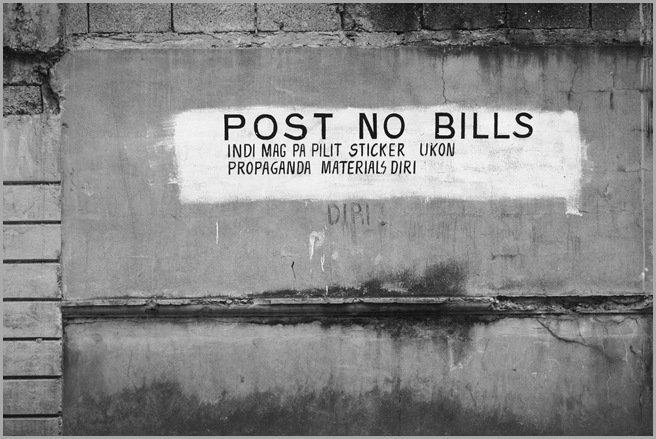 POST NO BILLS
INDI MAG PA PILIT STICKER UKON
PROPAGANDA MATERIALS DIRI
DIRI